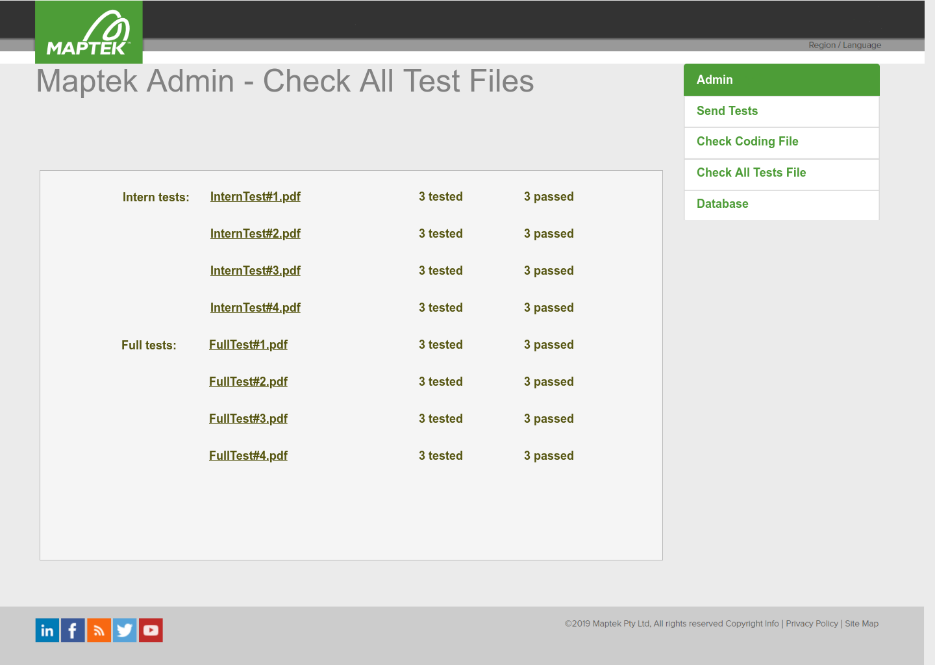 MAPTEK
Region / Language
Maptek Admin - Check All Test Files
Admin
Send Tests
Check Coding File
Check All Tests File
Database
Intern tests: InternTest#1.pdf 3 tested 3 passed
InternTest#2.pdf 3 tested 3 passed
InternTest#3.pdf 3 tested 3 passed
InternTest#4.pdf 3 tested 3 passed
Full tests: FullTest#1.pdf 3 tested 3 passed
FullTest#2.pdf 3 tested 3 passed
FullTest#3.pdf 3 tested 3 passed
FullTest#4.pdf 3 tested 3 passed
in f
©2019 Maptek Pty Ltd, All rights reserved Copyright Info | Privacy Policy | Site Map